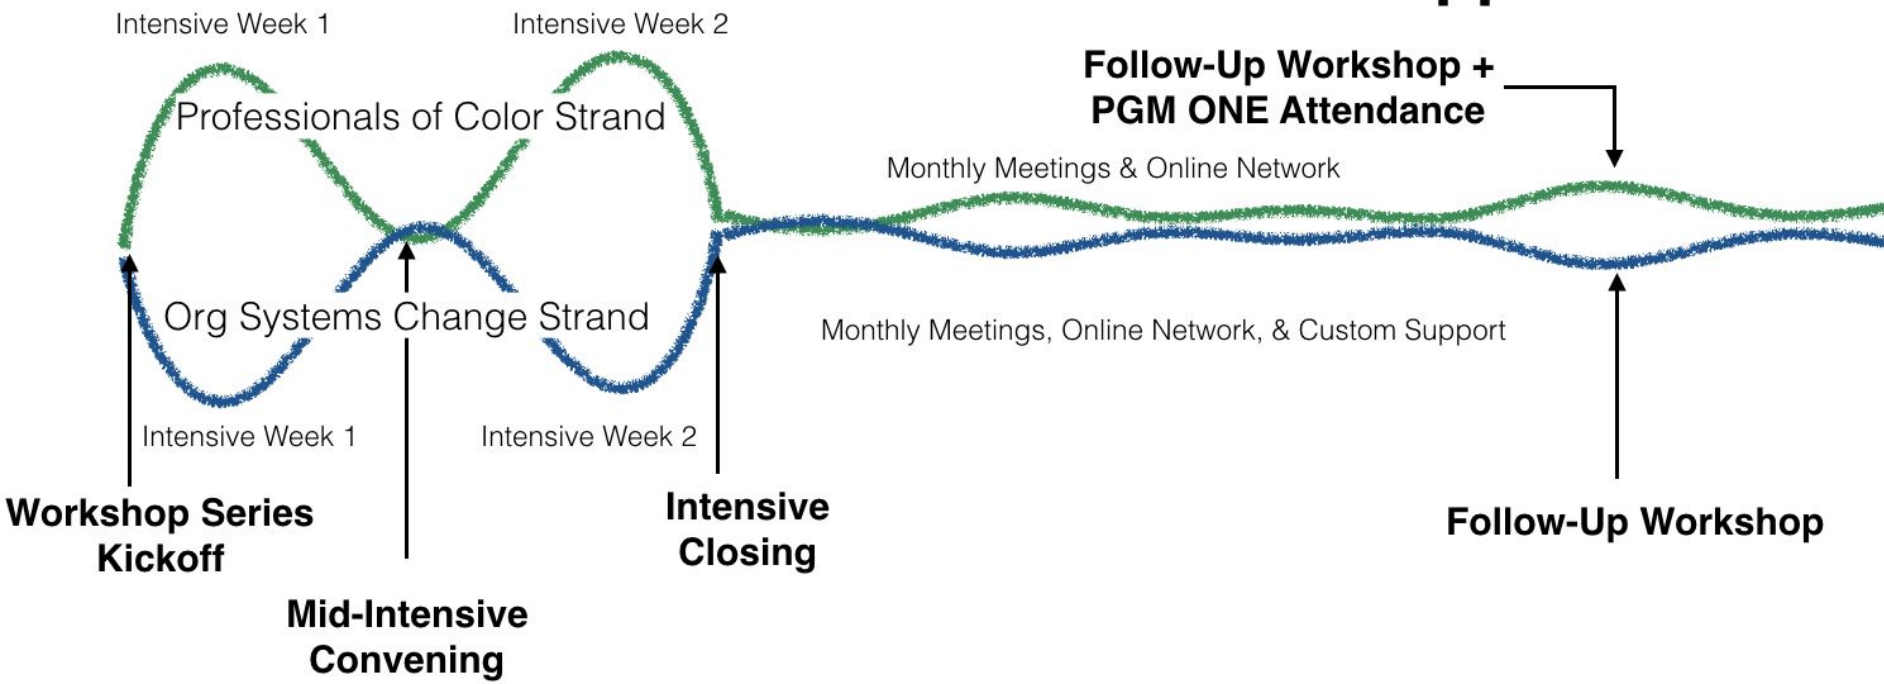 Intensive Week 1
Intensive Week 2
Follow-Up Workshop +
PGM ONE Attendance
Professionals of Color Strand
Monthly Meetings & Online Network
Org Systems Change Strand
Monthly Meetings, Online Network, & Custom Support
Intensive Week 1
Intensive Week 2
Workshop Series
Kickoff
Intensive
Closing
Follow-Up Workshop
Mid-Intensive
Convening